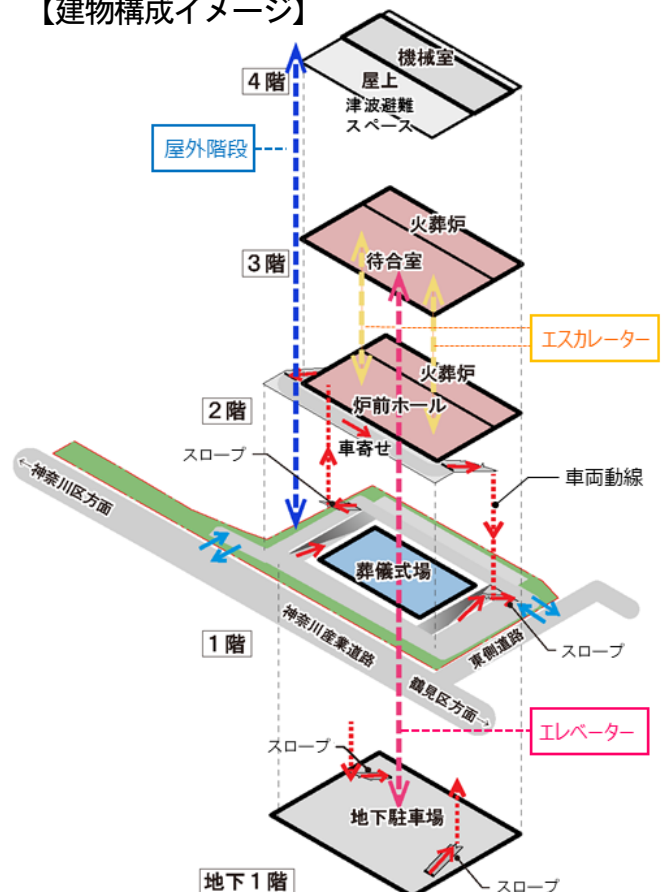 【建物構成イメージ】
機械室
4階
屋上
津波避難
スペース
屋外階段
火葬炉
3階
待合室
エスカレーター
火葬炉
2階
炉前ホール
車寄せ
スロープ
車両動線
←神奈川区方面
葬儀式場
神奈川産業道路
東側道路
スロープ
1階
鶴見区方面→
エレベーター
スロープ
地下駐車場
地下1階
スロープ